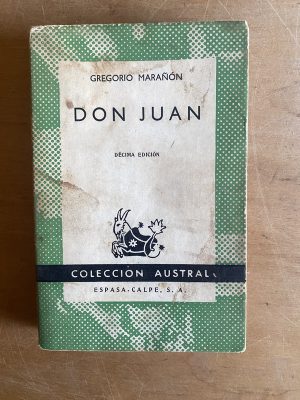 GREGORIO MARAÑÓN
DON JUAN
DÉCIMA EDICIÓN
COLECCIÓN AUSTRAL
ESPASA-CALPE, S. A.